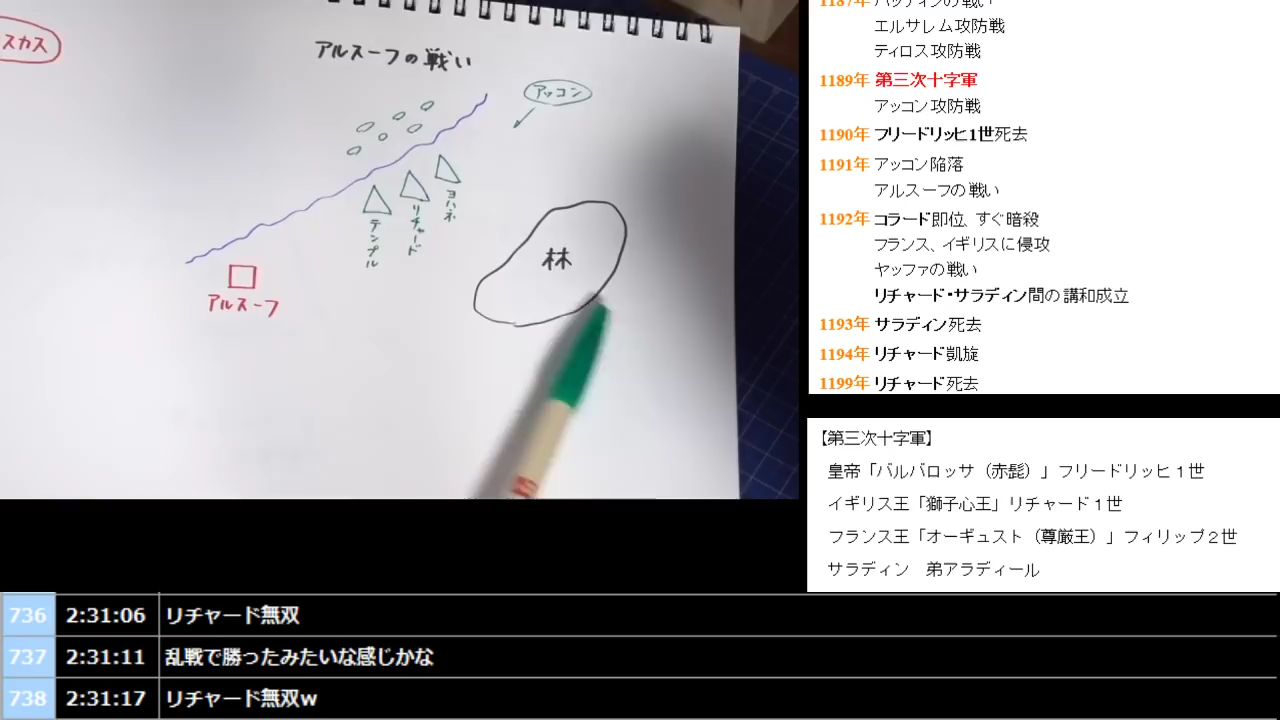 スカス
アルスーフの戦い
アッコン
ヨハネ
リチャード
テンプル
林
アルスーフ
1187年 ハッティンの戦い
エルサレム攻防戦
ティロス攻防戦
1189年 第三次十字軍
アッコン攻防戦
1190年 フリードリッヒ1世死去
1191年 アッコン陥落
アルスーフの戦い
1192年 コラード即位、すぐ暗殺
フランス、イギリスに侵攻
ヤッファの戦い
リチャード・サラディン間の講和成立
1193年 サラディン死去
1194年 リチャード凱旋
1199年 リチャード死去
【第三次十字軍】
皇帝「バルバロッサ（赤髭）」フリードリッヒ１世
イギリス王「獅子心王」リチャード１世
フランス王「オーギュスト（尊厳王）」フィリップ２世
サラディン　弟アラディール
736 2:31:06 リチャード無双
737 2:31:11 乱戦で勝ったみたいな感じかな
738 2:31:17 リチャード無双w